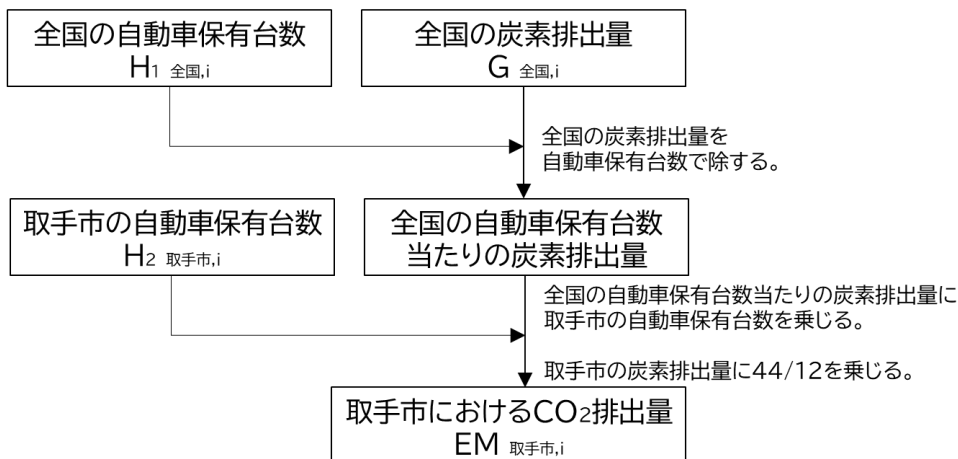 全国の自動車保有台数
H1 全国,i
全国の炭素排出量
G 全国,i
全国の炭素排出量を
自動車保有台数で除する。
取手市の自動車保有台数
H2 取手市,i
全国の自動車保有台数
当たりの炭素排出量
全国の自動車保有台数当たりの炭素排出量に
取手市の自動車保有台数を乗じる。
取手市の炭素排出量に44/12を乗じる。
取手市におけるCO2排出量
EM 取手市,i